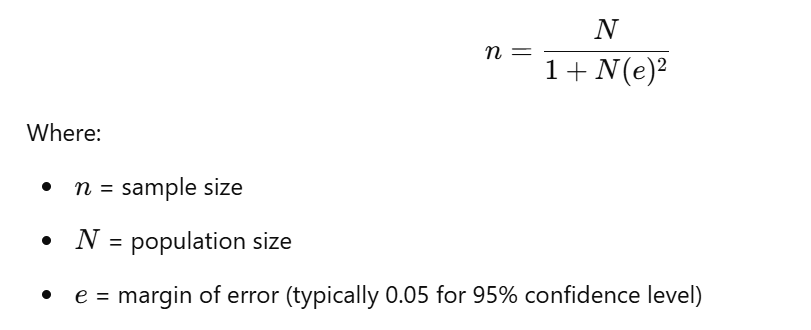 n = N / 1 + N(e)²
Where:
• n = sample size
• N = population size
• e = margin of error (typically 0.05 for 95% confidence level)